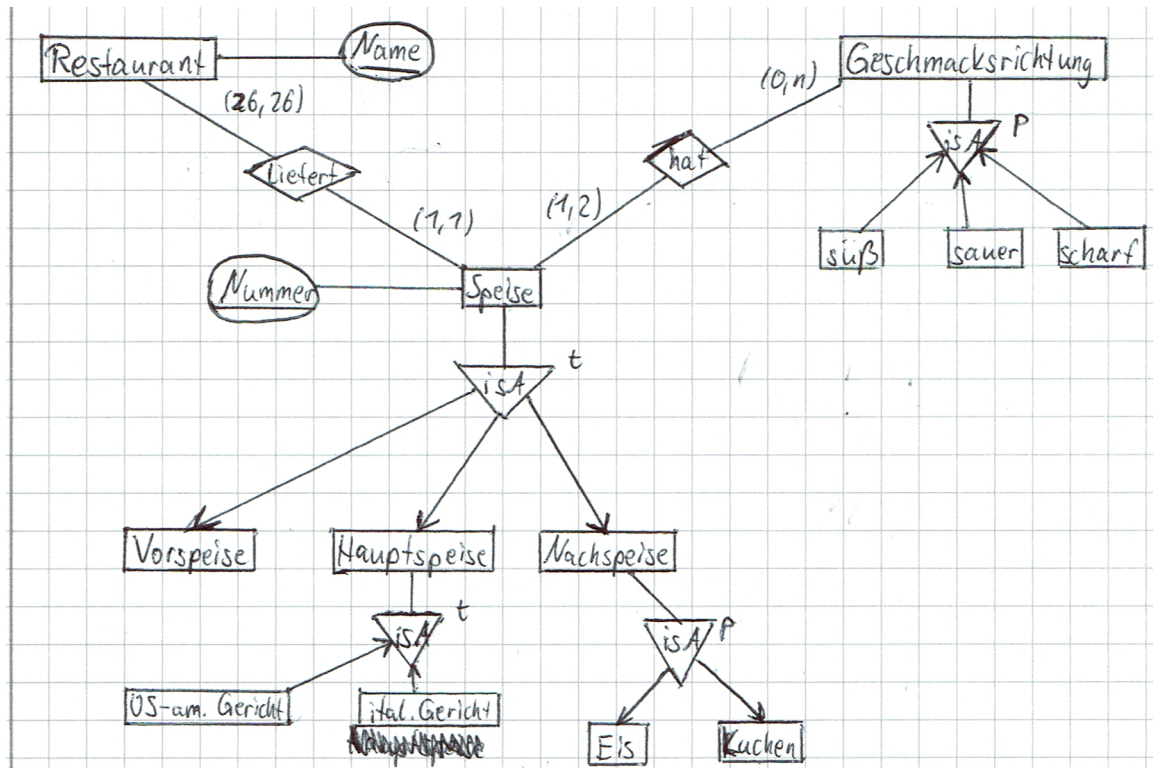 Restaurant
Name
Geschmacksrichtung
(26,26)
(0,n)
Liefert
hat
isA
P
(1,1)
(1,2)
süß
sauer
scharf
Nummer
Speise
isA
t
Vorspeise
Hauptspeise
Nachspeise
isA
t
isA
P
US-am. Gericht
ital. Gericht
Eis
Kuchen